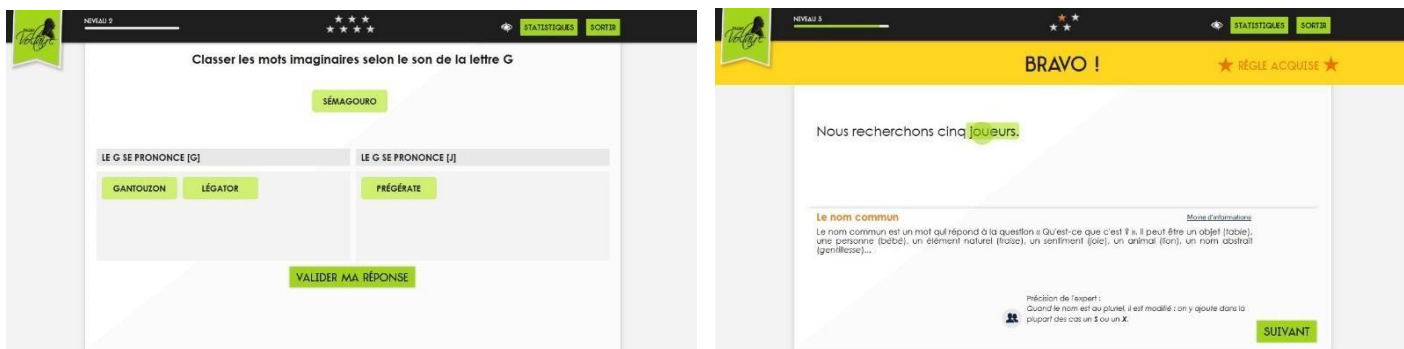 Voltaire
NIVEAU 2
STATISTIQUES
SORTIR
Classer les mots imaginaires selon le son de la lettre G
SÉMAGOURO
LE G SE PRONONCE [G]
LE G SE PRONONCE [J]
GANTOUZON
LÉGATOR
PRÉGÉRATE
VALIDER MA RÉPONSE
Voltaire
NIVEAU 3
STATISTIQUES
SORTIR
BRAVO !
RÈGLE ACQUISE
Nous recherchons cinq joueurs.
Le nom commun
Moins d'informations
Le nom commun est un mot qui répond à la question « Qu'est-ce que c'est ? ». Il peut être un objet (table),
une personne (bébé), un élément naturel (fraise), un sentiment (joie), un animal (lion), un nom abstrait
(gentillesse)...
Précision de l'expert :
Quand le nom est au pluriel, il est modifié : on y ajoute dans la
plupart des cas un S ou un X.
SUIVANT